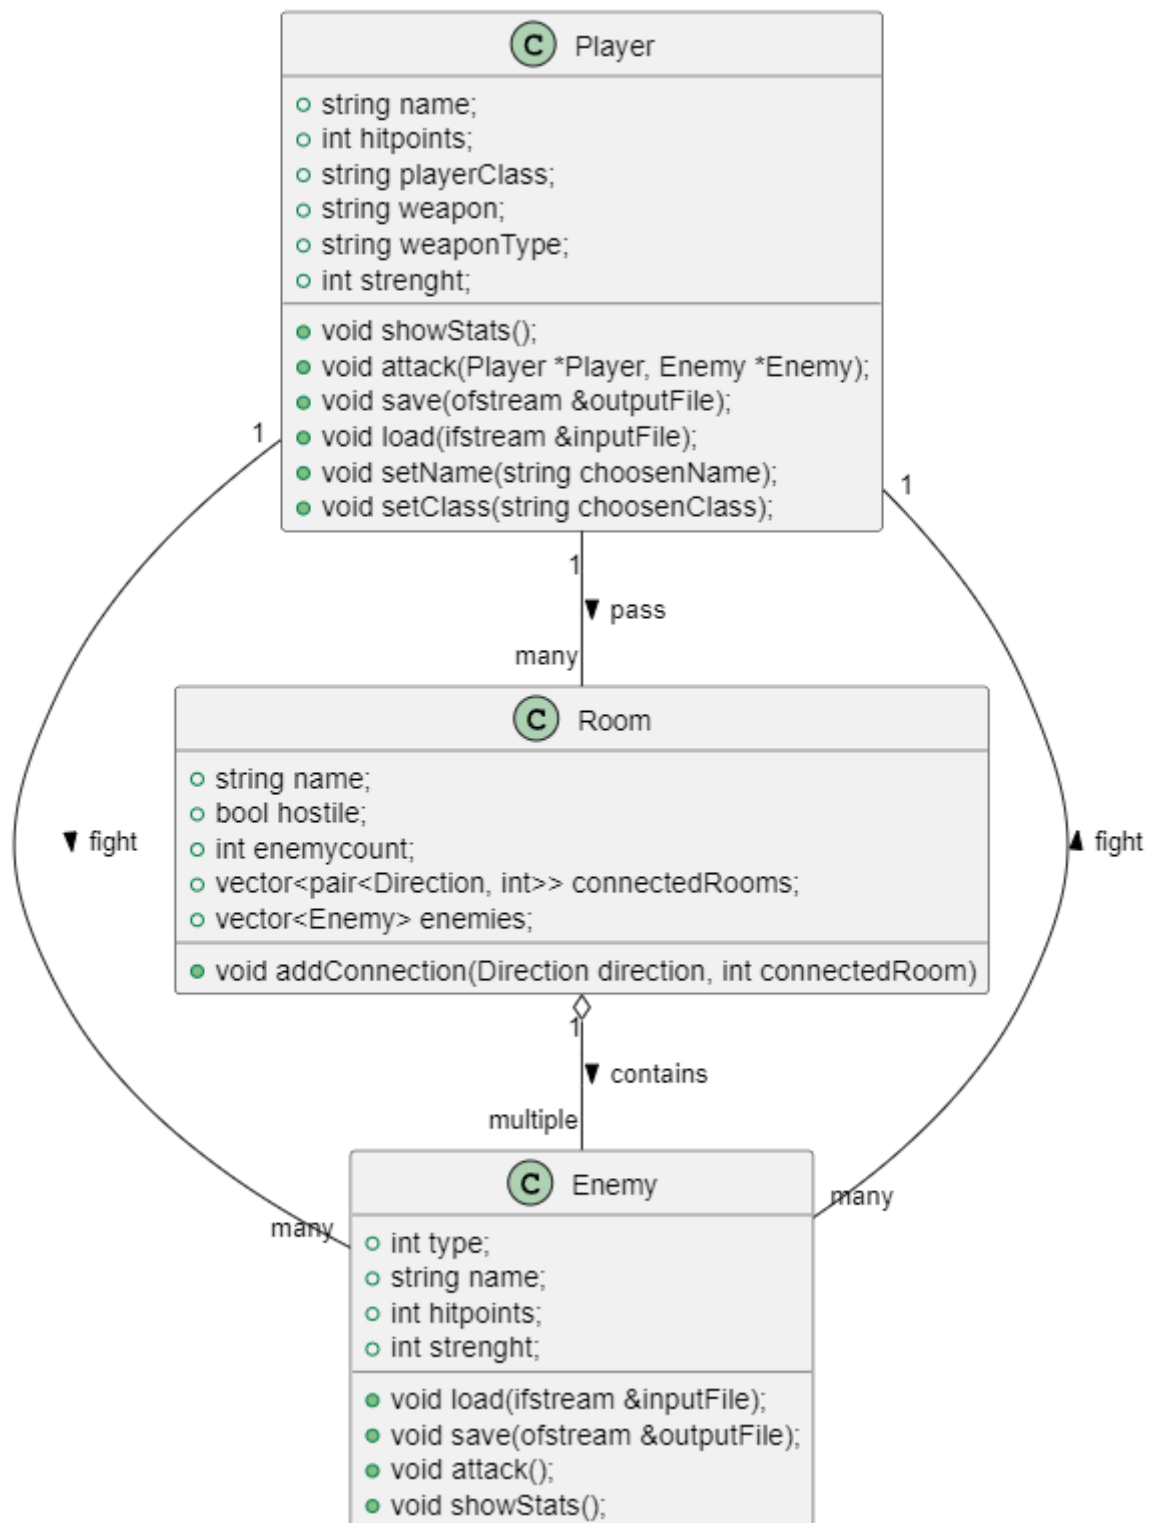 C Player
string name;
int hitpoints;
string playerClass;
string weapon;
string weaponType;
int strenght;
void showStats();
void attack(Player *Player, Enemy *Enemy);
void save(ofstream &outputFile);
void load(ifstream &inputFile);
void setName(string choosenName);
void setClass(string choosenClass);
1
1
1
pass
many
C Room
string name;
bool hostile;
int enemycount;
vector<pair<Direction, int>> connectedRooms;
vector<Enemy> enemies;
void addConnection(Direction direction, int connectedRoom)
fight
fight
1
contains
multiple
C Enemy
many
many
int type;
string name;
int hitpoints;
int strenght;
void load(ifstream &inputFile);
void save(ofstream &outputFile);
void attack();
void showStats();